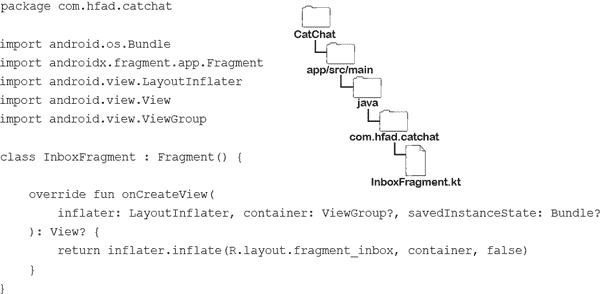 package com.hfad.catchat
import android.os.Bundle
import androidx.fragment.app.Fragment
import android.view.LayoutInflater
import android.view.View
import android.view.ViewGroup
class InboxFragment : Fragment() {
override fun onCreateView(
inflater: LayoutInflater, container: ViewGroup?, savedInstanceState: Bundle?
): View? {
return inflater.inflate(R.layout.fragment_inbox, container, false)
}
}
CatChat
app/src/main
java
com.hfad.catchat
InboxFragment.kt